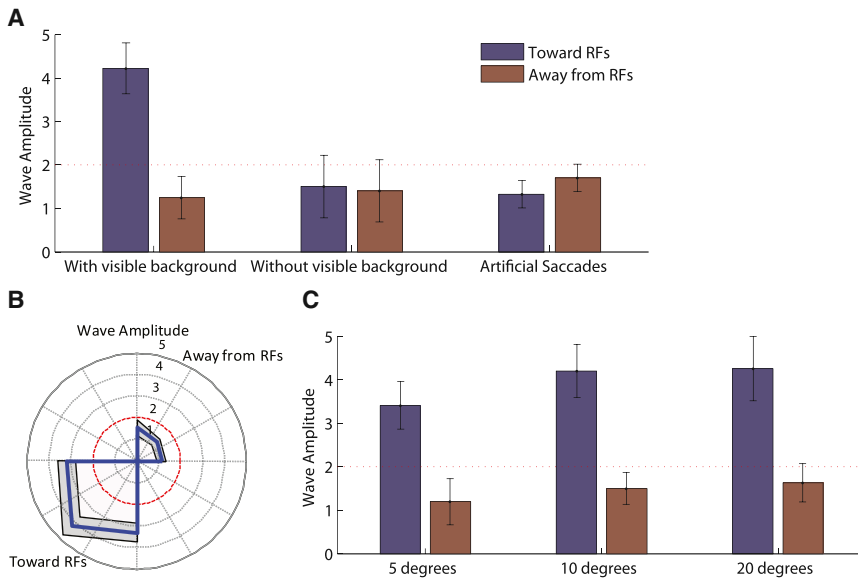 A
5
4
3
2
1
0
Wave Amplitude
Toward RFs
Away from RFs
With visible background
Without visible background
Artificial Saccades
B
Wave Amplitude
5
Away from RFs
4
3
2
1
Toward RFs
C
5
4
3
2
1
0
Wave Amplitude
5 degrees
10 degrees
20 degrees